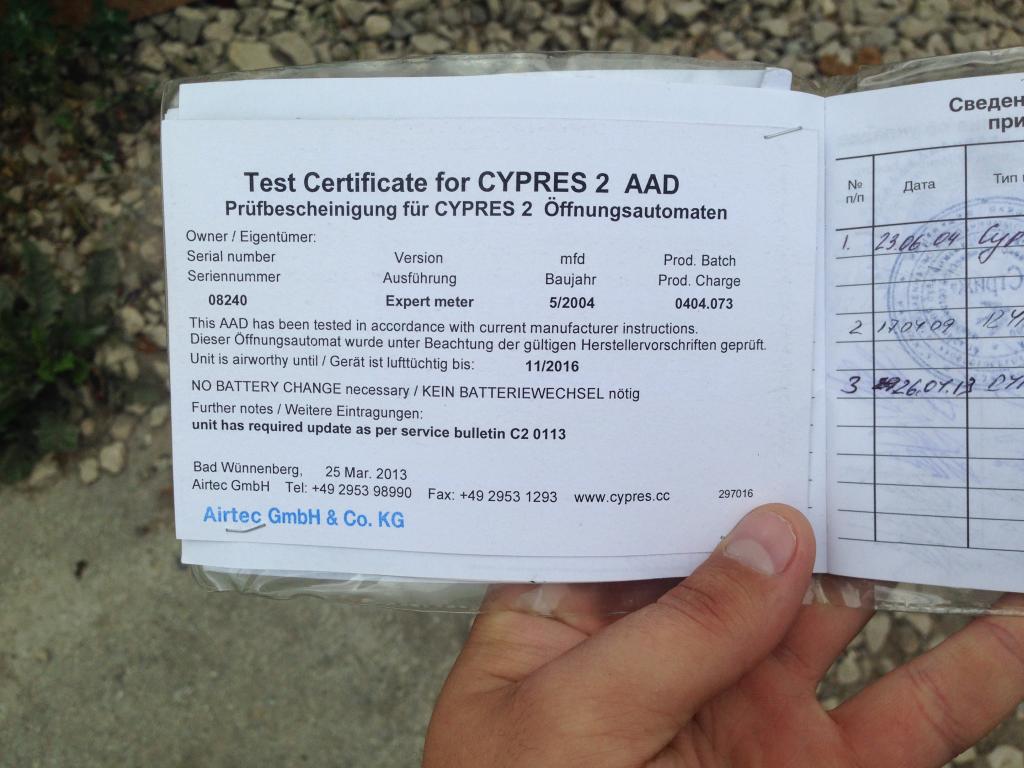 Test Certificate for CYPRES 2 AAD
Prüfbescheinigung für CYPRES 2 Öffnungsautomaten
Owner / Eigentümer:
Serial number Version mfd Prod. Batch
Seriennummer Ausführung Baujahr Prod. Charge
08240 Expert meter 5/2004 0404.073
This AAD has been tested in accordance with current manufacturer instructions.
Dieser Öffnungsautomat wurde unter Beachtung der gültigen Herstellervorschriften geprüft.
Unit is airworthy until / Gerät ist lufttüchtig bis: 11/2016
NO BATTERY CHANGE necessary / KEIN BATTERIEWECHSEL nötig
Further notes / Weitere Eintragungen:
unit has required update as per service bulletin C2 0113
Bad Wünnenberg, 25 Mar. 2013
Airtec GmbH Tel: +49 2953 98990 Fax: +49 2953 1293 www.cypres.cc 297016
Airtec GmbH & Co. KG
Сведен
при
№ п/п Дата Тип
1. 23.06.04 Cyp
2 17.04.09
3 26.04.13